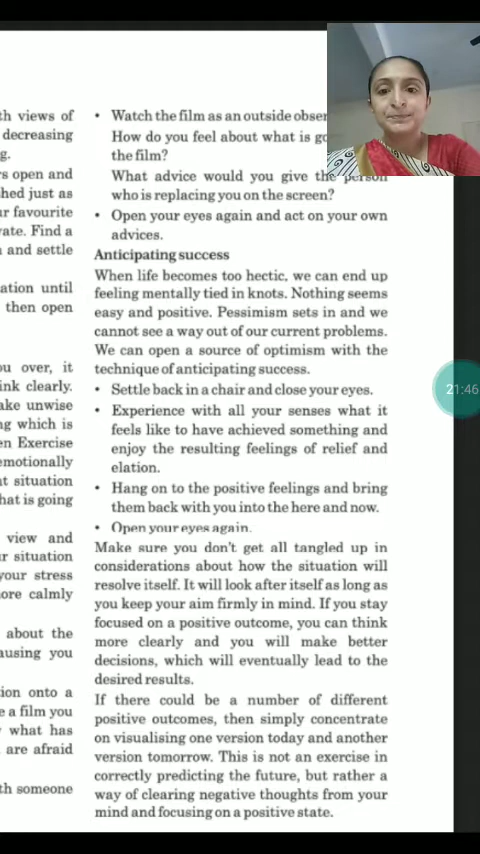 th views of
decreasing
g.
rs open and
hed just as
ur favourite
vate. Find a
n and settle
ation until
then open
ou over, it
ink clearly.
ake unwise
ng which is
en Exercise
emotionally
nt situation
hat is going
view and
ur situation
your stress
ore calmly
about the
ausing you
tion onto a
e a film you
what has
are afraid
th someone
• Watch the film as an outside obser
How do you feel about what is go
the film?
What advice would you give the person
who is replacing you on the screen?
• Open your eyes again and act on your own
advices.
Anticipating success
When life becomes too hectic, we can end up
feeling mentally tied in knots. Nothing seems
easy and positive. Pessimism sets in and we
cannot see a way out of our current problems.
We can open a source of optimism with the
technique of anticipating success.
• Settle back in a chair and close your eyes.
• Experience with all your senses what it
feels like to have achieved something and
enjoy the resulting feelings of relief and
elation.
• Hang on to the positive feelings and bring
them back with you into the here and now.
• Open your eyes again.
Make sure you don't get all tangled up in
considerations about how the situation will
resolve itself. It will look after itself as long as
you keep your aim firmly in mind. If you stay
focused on a positive outcome, you can think
more clearly and you will make better
decisions, which will eventually lead to the
desired results.
If there could be a number of different
positive outcomes, then simply concentrate
on visualising one version today and another
version tomorrow. This is not an exercise in
correctly predicting the future, but rather a
way of clearing negative thoughts from your
mind and focusing on a positive state.
21:46